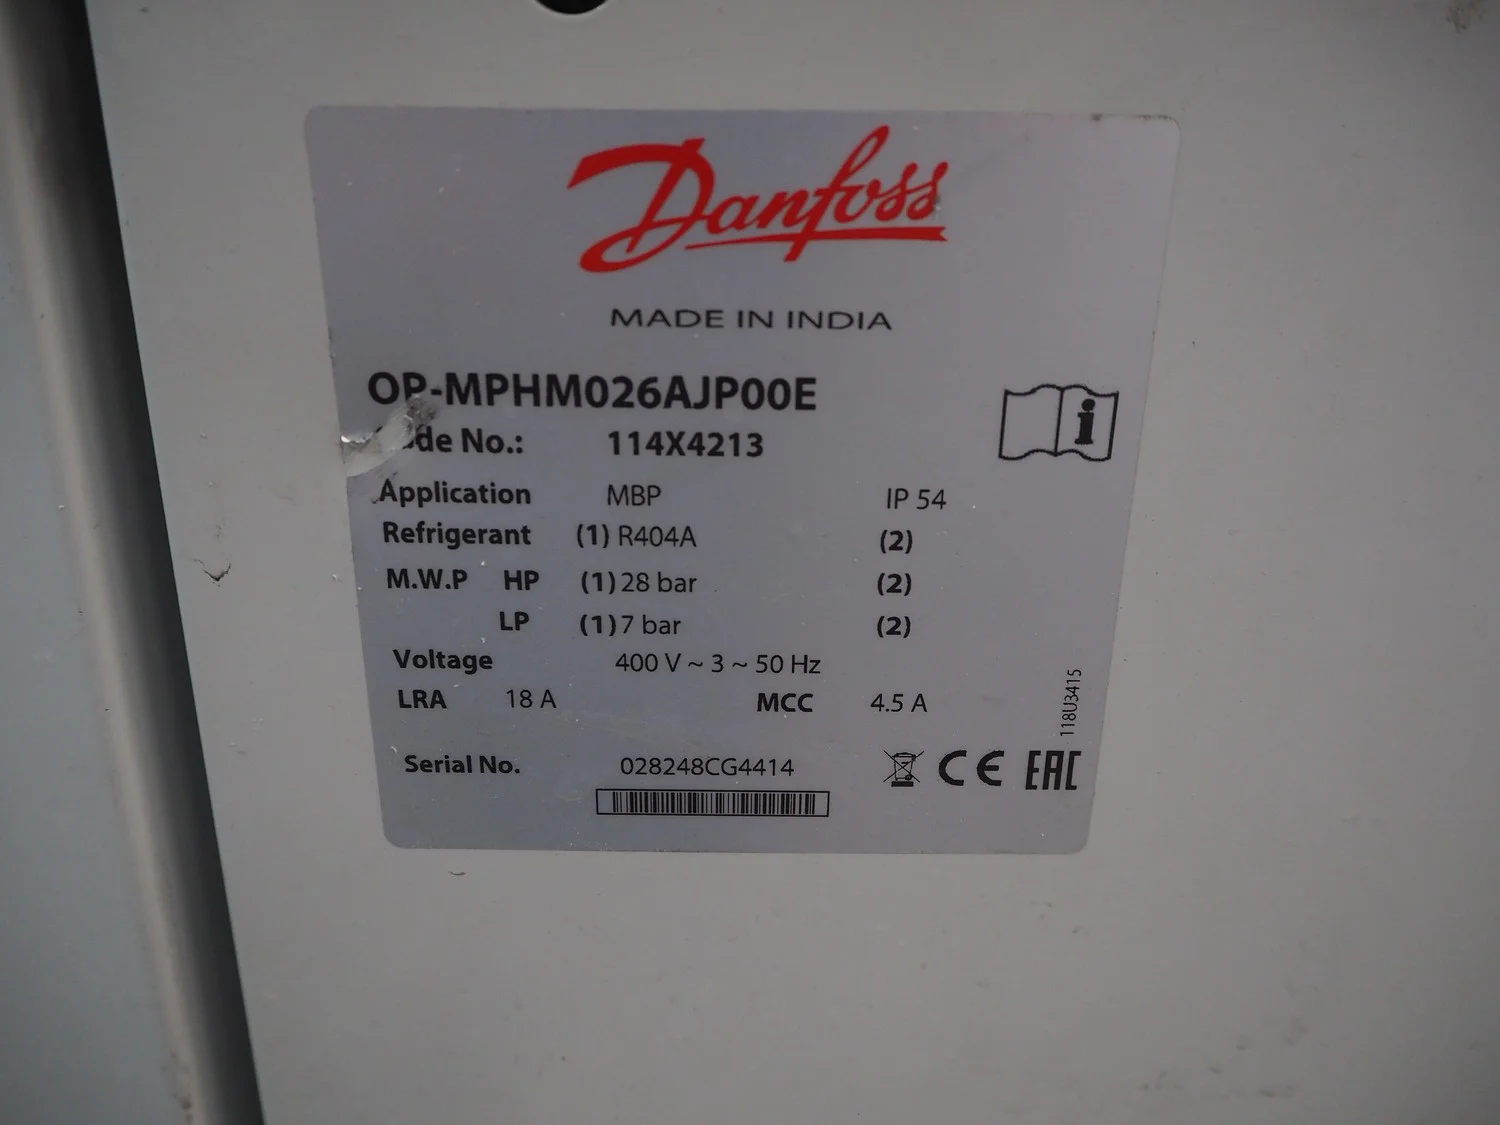 Danfoss
MADE IN INDIA
OP-MPHM026AJP00E
Code No.: 114X4213
Application MBP IP 54
Refrigerant (1) R404A (2)
M.W.P HP (1) 28 bar (2)
LP (1) 7 bar (2)
Voltage 400 V ~ 3 ~ 50 Hz
LRA 18 A MCC 4.5 A
118U3415
Serial No. 028248CG4414
CE EAC